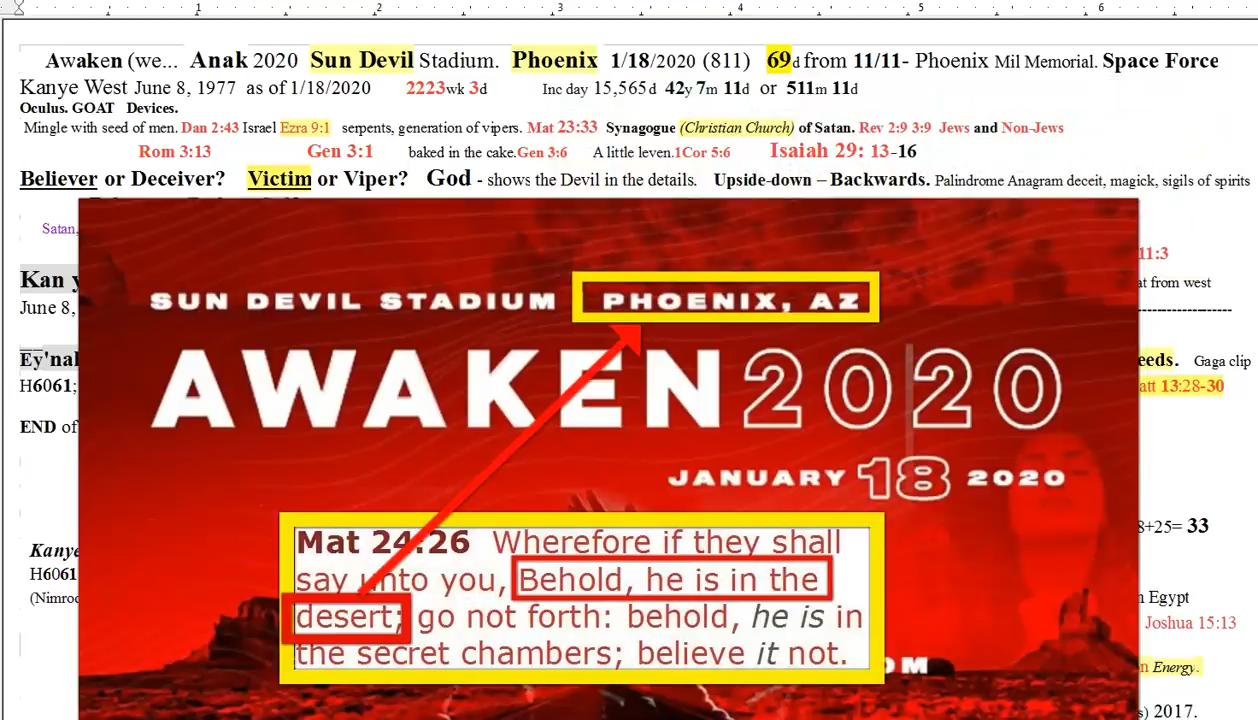 1 2 3 4 5 6
Awaken (we... Anak 2020 Sun Devil Stadium. Phoenix 1/18/2020 (811) 69d from 11/11- Phoenix Mil Memorial. Space Force
Kanye West June 8, 1977 as of 1/18/2020 2223wk 3d Inc day 15,565d 42y 7m 11d or 511m 11d
Oculus. GOAT Devices.
Mingle with seed of men. Dan 2:43 Israel Ezra 9:1 serpents, generation of vipers. Mat 23:33 Synagogue (Christian Church) of Satan. Rev 2:9 3:9 Jews and Non-Jews
Rom 3:13 Gen 3:1 baked in the cake.Gen 3:6 A little leven.1Cor 5:6 Isaiah 29: 13-16
Believer or Deceiver? Victim or Viper? God - shows the Devil in the details. Upside-down – Backwards. Palindrome Anagram deceit, magick, sigils of spirits
Satan,
11:3
Kan y
at from west
June 8,
SUN DEVIL STADIUM PHOENIX, AZ
Ey'nal
eeds. Gaga clip
H6061;
att 13:28-30
AWAKEN 2020
END of
JANUARY 18 2020
8+25= 33
Kanye
H6061
(Nimrod
n Egypt
Joshua 15:13
Mat 24:26 Wherefore if they shall
say unto you, Behold, he is in the
desert; go not forth: behold, he is in
the secret chambers; believe it not.
OM
n Energy.
s) 2017.